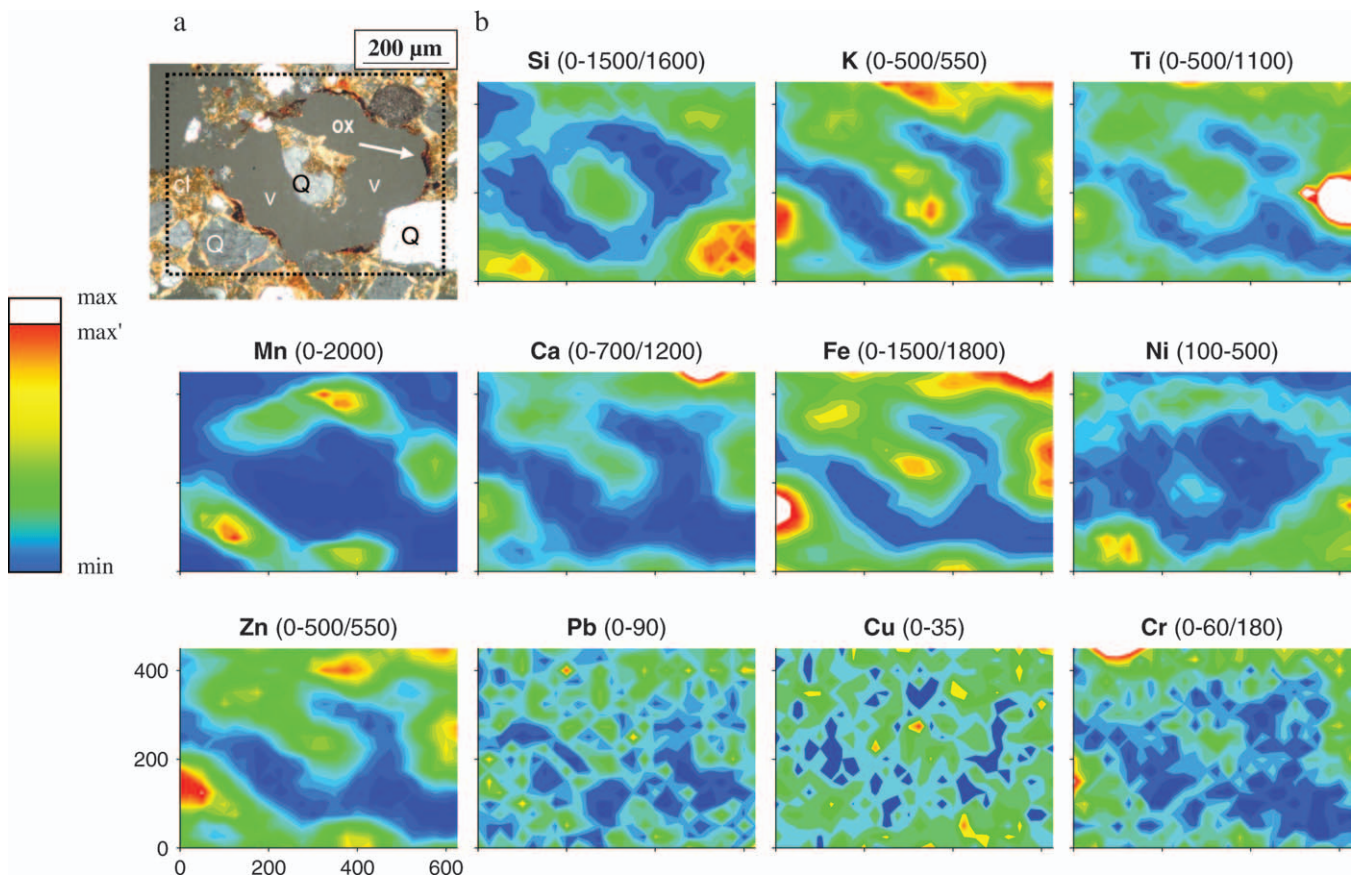 a
b
200 µm
Si (0-1500/1600)
K (0-500/550)
Ti (0-500/1100)
ox
Q
v
v
ct
Q
Q
max
max'
min
Mn (0-2000)
Ca (0-700/1200)
Fe (0-1500/1800)
Ni (100-500)
Zn (0-500/550)
Pb (0-90)
Cu (0-35)
Cr (0-60/180)
400
200
0
0 200 400 600